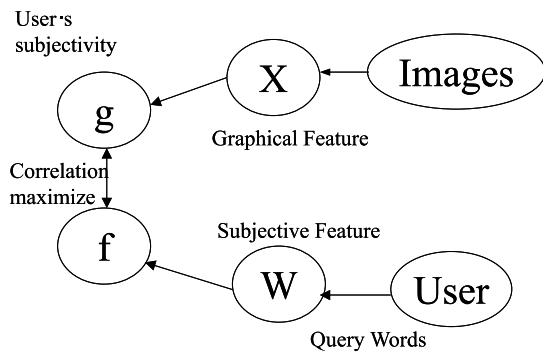 User's
subjectivity
X
Images
g
Graphical Feature
Correlation
maximize
Subjective Feature
f
W
User
Query Words